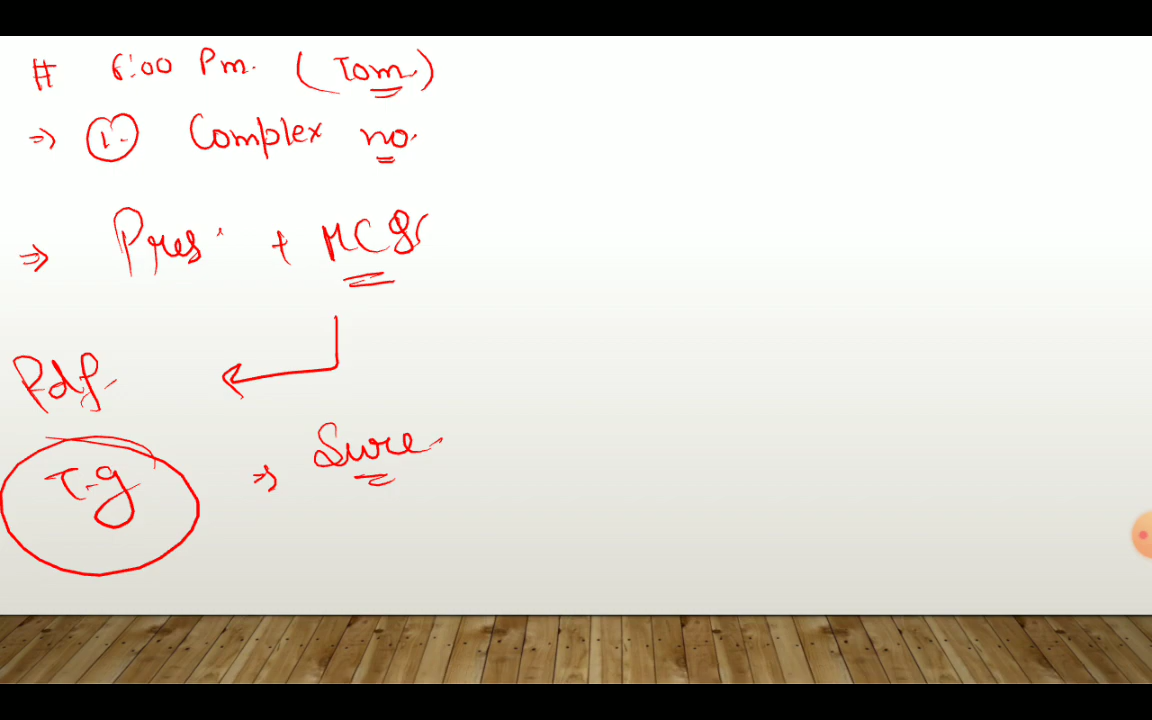 # 6:00 Pm. (Tom.)
⇒ 1. Complex no.
⇒ Pres. + MCQs
Pdf.
T.g ⇒ Sure